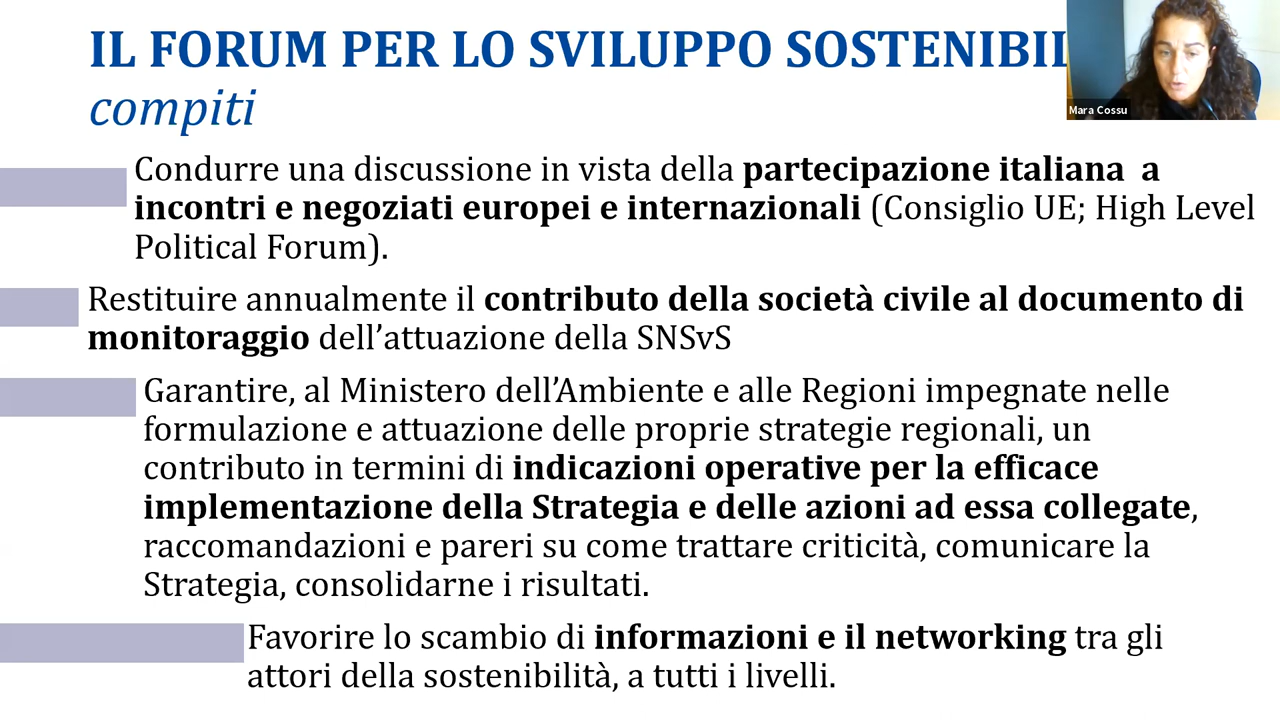 IL FORUM PER LO SVILUPPO SOSTENIBIL
compiti
Mara Cossu
Condurre una discussione in vista della partecipazione italiana a
incontri e negoziati europei e internazionali (Consiglio UE; High Level
Political Forum).
Restituire annualmente il contributo della società civile al documento di
monitoraggio dell’attuazione della SNSvS
Garantire, al Ministero dell’Ambiente e alle Regioni impegnate nelle
formulazione e attuazione delle proprie strategie regionali, un
contributo in termini di indicazioni operative per la efficace
implementazione della Strategia e delle azioni ad essa collegate,
raccomandazioni e pareri su come trattare criticità, comunicare la
Strategia, consolidarne i risultati.
Favorire lo scambio di informazioni e il networking tra gli
attori della sostenibilità, a tutti i livelli.